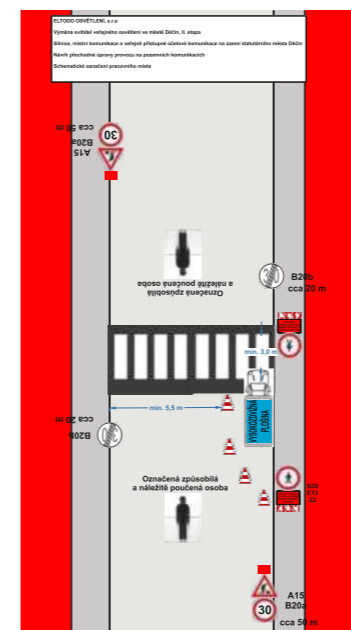 ELTODO OSVĚTLENÍ, s.r.o
Výměna svítidel veřejného osvětlení ve městě Děčín, II. etapa
Silnice, místní komunikace a veřejně přístupné účelové komunikace na území statutárního města Děčín
Návrh přechodné úpravy provozu na pozemních komunikacích
Schematické označení pracovního místa
cca 50 m
B20a
A15
30
Označená způsobilá
a náležitě poučená osoba
B20b
cca 20 m
min. 3,0 m
min. 5,5 m
VYSOKOZDVIŽNÁ
PLOŠINA
cca 20 m
B20b
Označená způsobilá
a náležitě poučená osoba
B30
E13
Z2
A15
B20a
30
cca 50 m